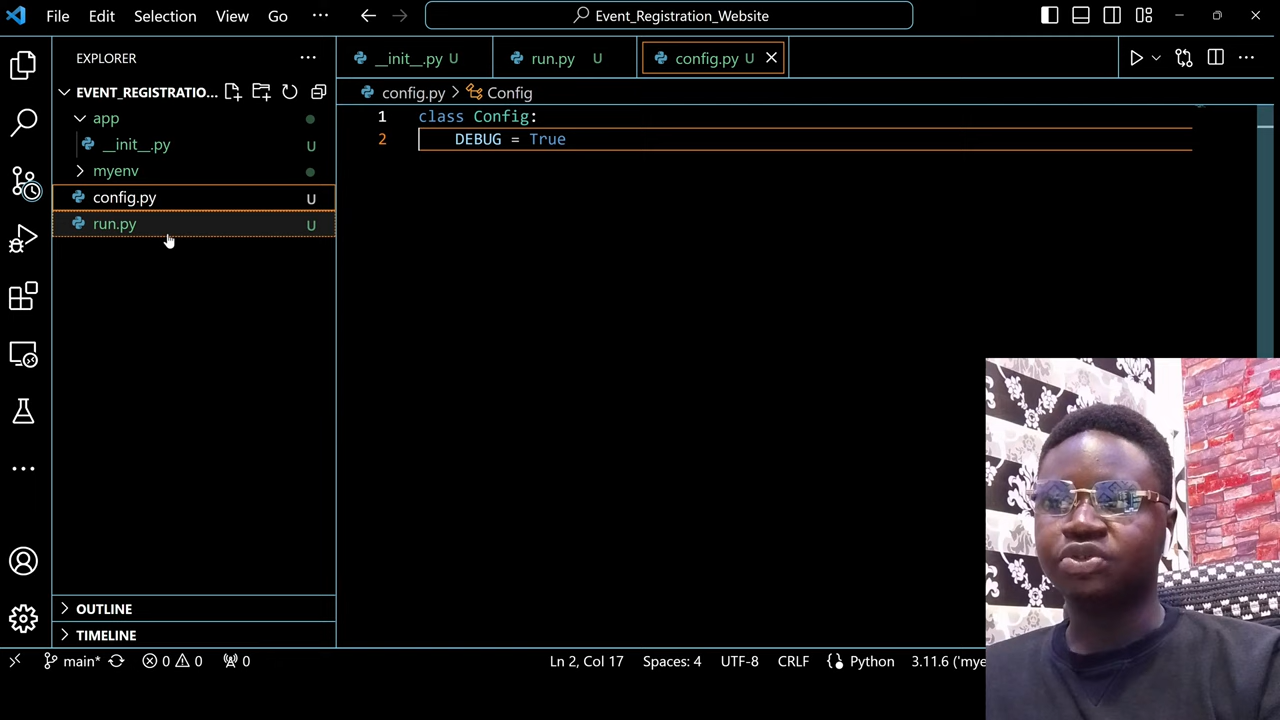 File Edit Selection View Go ···
Event_Registration_Website
EXPLORER ···
EVENT_REGISTRATIO...
app
__init__.py U
myenv
config.py U
run.py U
OUTLINE
TIMELINE
__init__.py U
run.py U
config.py U
config.py > Config
1 class Config:
2 DEBUG = True
main* 0 0 0
Ln 2, Col 17 Spaces: 4 UTF-8 CRLF Python 3.11.6 ('mye